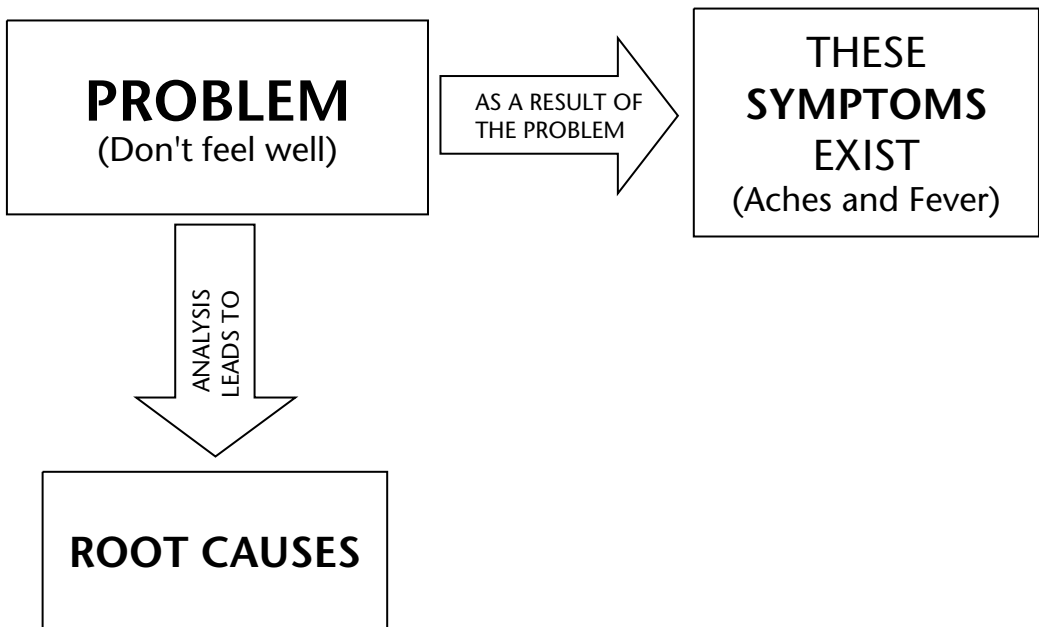 PROBLEM
(Don't feel well)
AS A RESULT OF
THE PROBLEM
THESE
SYMPTOMS
EXIST
(Aches and Fever)
ANALYSIS
LEADS TO
ROOT CAUSES